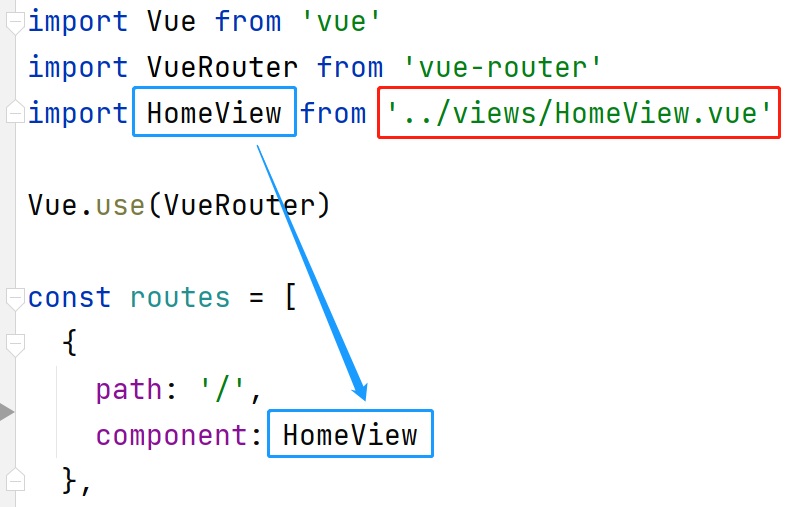 import Vue from 'vue'
import VueRouter from 'vue-router'
import HomeView from '../views/HomeView.vue'
Vue.use(VueRouter)
const routes = [
{
path: '/',
component: HomeView
},